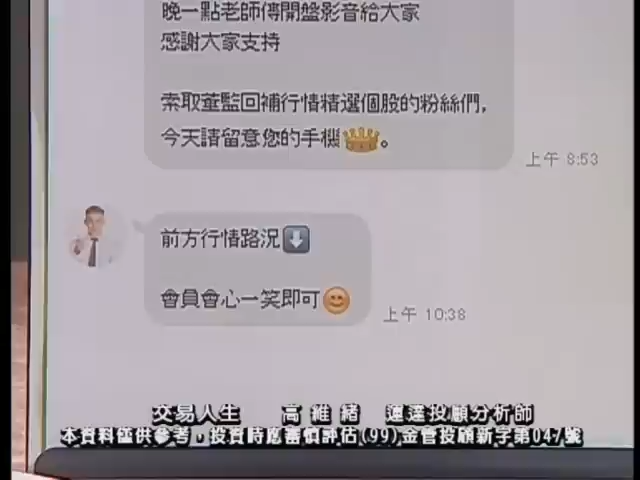 晚一點老師傳開盤影音給大家
感謝大家支持
索取董監回補行情精選個股的粉絲們,
今天請留意您的手機👑。
上午 8:53
前方行情路況⬇️
會員會心一笑即可😊
上午 10:38
交易人生 高維緒 運達投顧分析師
本資料僅供參考,投資時應審慎評估(99)金管投顧新字第047號